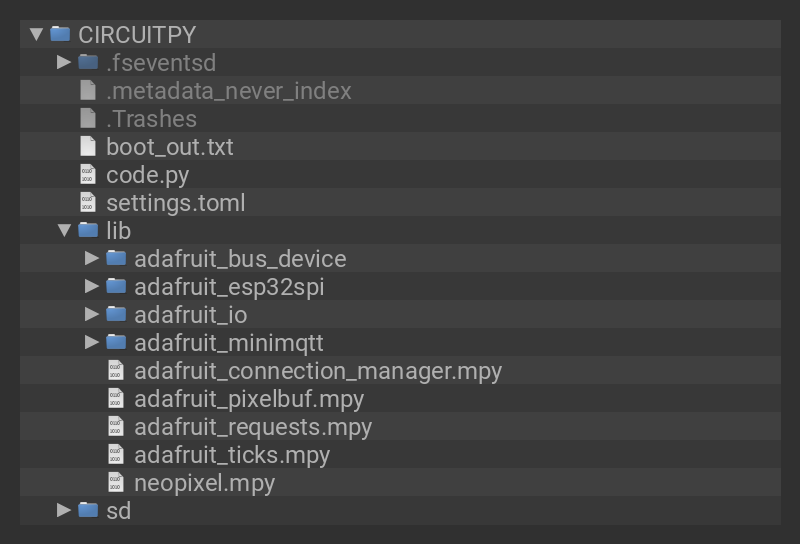 CIRCUITPY
.fseventsd
.metadata_never_index
.Trashes
boot_out.txt
code.py
settings.toml
lib
adafruit_bus_device
adafruit_esp32spi
adafruit_io
adafruit_minimqtt
adafruit_connection_manager.mpy
adafruit_pixelbuf.mpy
adafruit_requests.mpy
adafruit_ticks.mpy
neopixel.mpy
sd